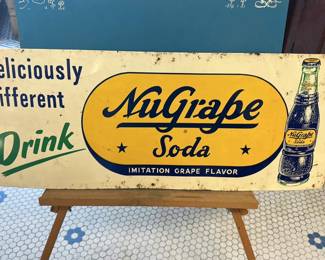 eliciously
ifferent
Drink
NuGrape
Soda
IMITATION GRAPE FLAVOR
NuGrape
Soda